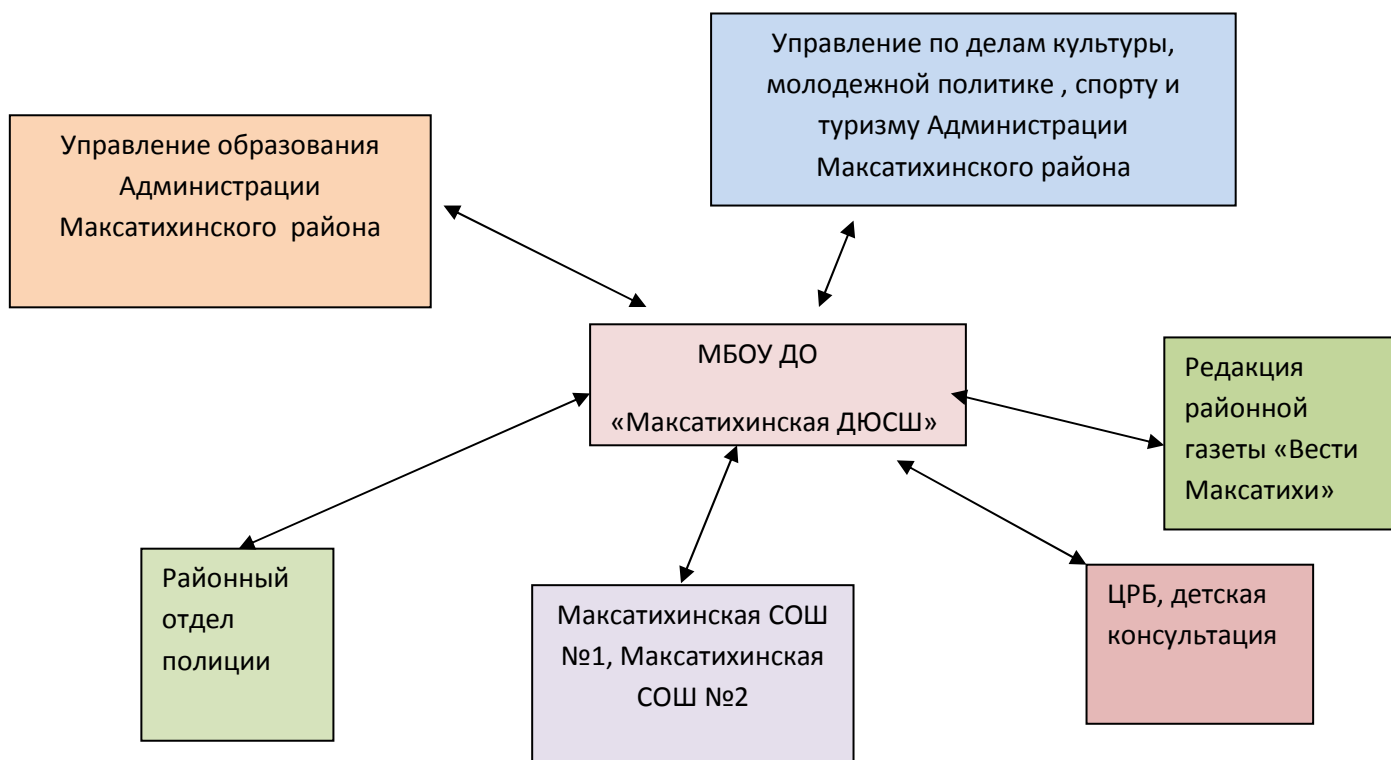 Управление по делам культуры,
молодежной политике , спорту и
туризму Администрации
Максатихинского района
Управление образования
Администрации
Максатихинского  района
МБОУ ДО
«Максатихинская ДЮСШ»
Редакция
районной
газеты «Вести
Максатихи»
Районный
отдел
полиции
Максатихинская СОШ
№1, Максатихинская
СОШ №2
ЦРБ, детская
консультация